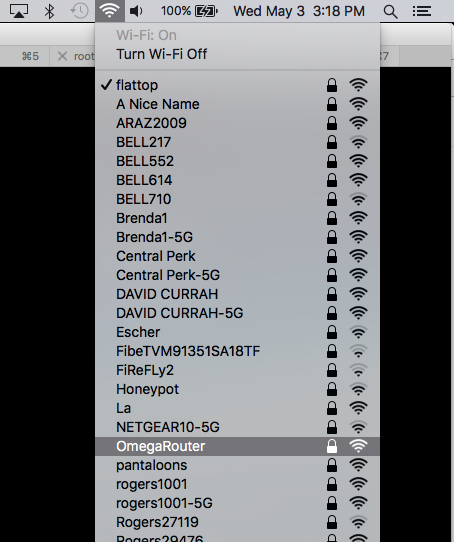 100% Wed May 3 3:18 PM
Wi-Fi: On
Turn Wi-Fi Off
⌘5 × root 7
✓ flattop
A Nice Name
ARAZ2009
BELL217
BELL552
BELL614
BELL710
Brenda1
Brenda1-5G
Central Perk
Central Perk-5G
DAVID CURRAH
DAVID CURRAH-5G
Escher
FibeTVM91351SA18TF
FiReFLy2
Honeypot
La
NETGEAR10-5G
OmegaRouter
pantaloons
rogers1001
rogers1001-5G
Rogers27119
Rogers29476